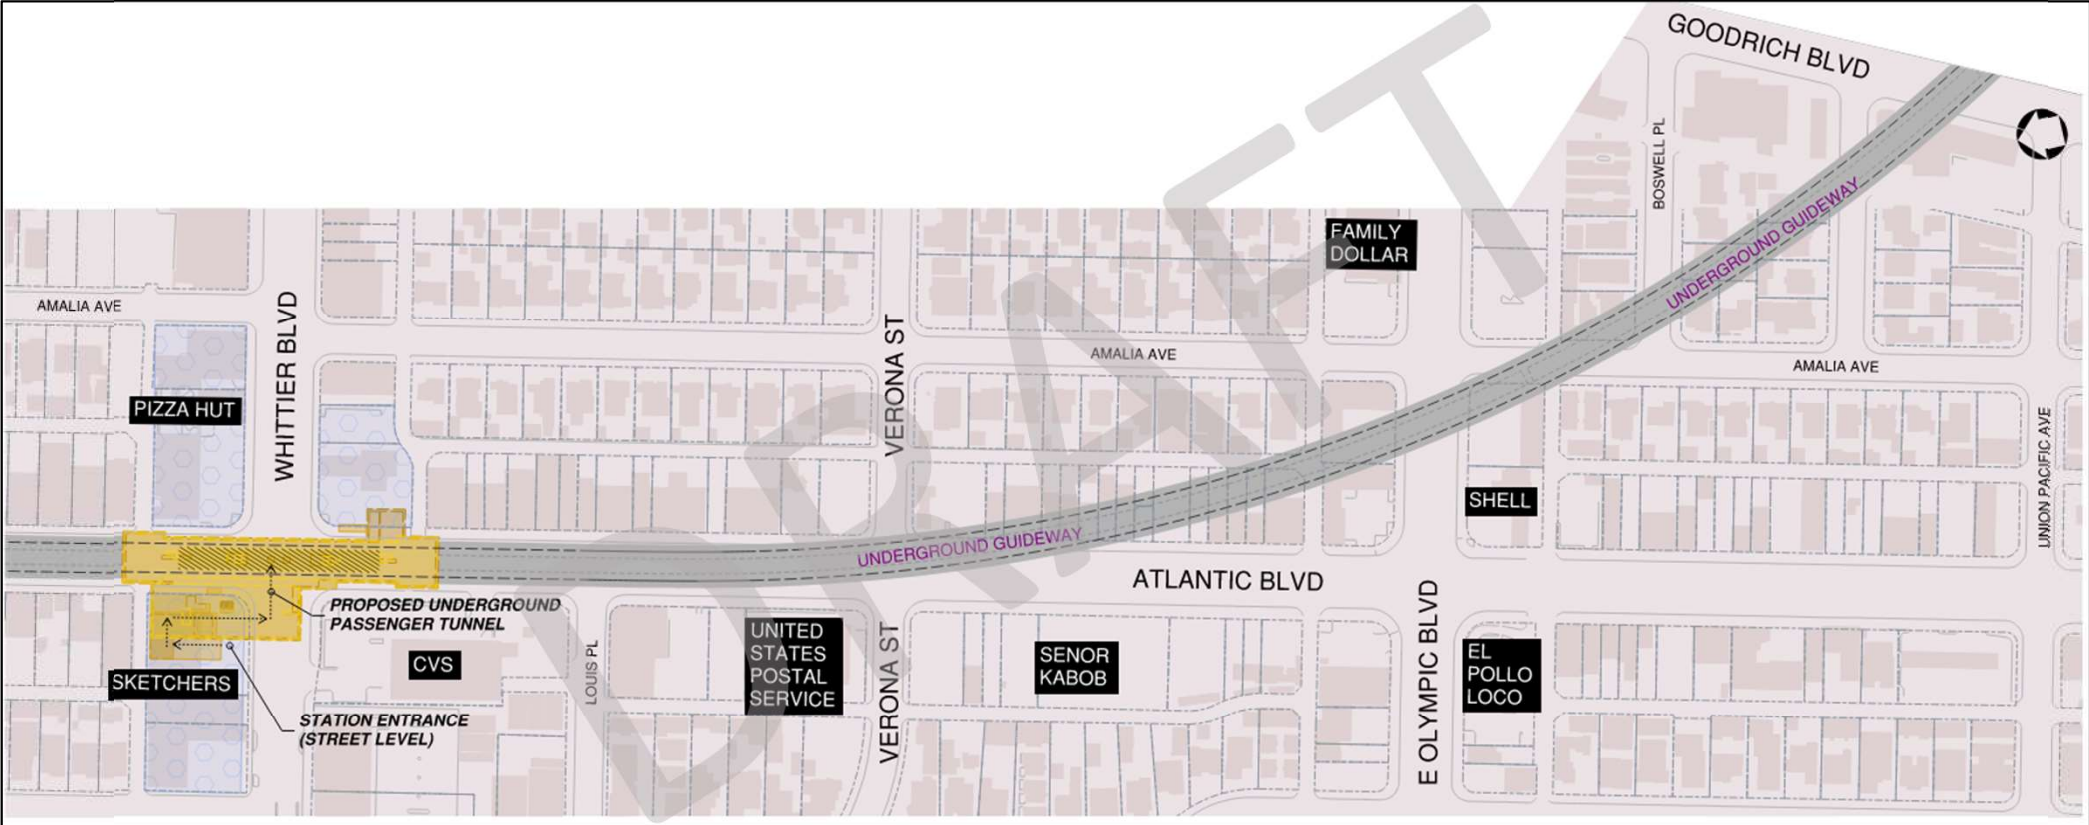 GOODRICH BLVD
BOSWELL PL
UNDERGROUND GUIDEWAY
FAMILY
DOLLAR
AMALIA AVE
WHITTIER BLVD
VERONA ST
AMALIA AVE
AMALIA AVE
PIZZA HUT
UNION PACIFIC AVE
SHELL
UNDERGROUND GUIDEWAY
ATLANTIC BLVD
PROPOSED UNDERGROUND
PASSENGER TUNNEL
E OLYMPIC BLVD
UNITED
STATES
POSTAL
SERVICE
VERONA ST
SENOR
KABOB
EL
POLLO
LOCO
CVS
LOUIS PL
SKETCHERS
STATION ENTRANCE
(STREET LEVEL)
DRAFT